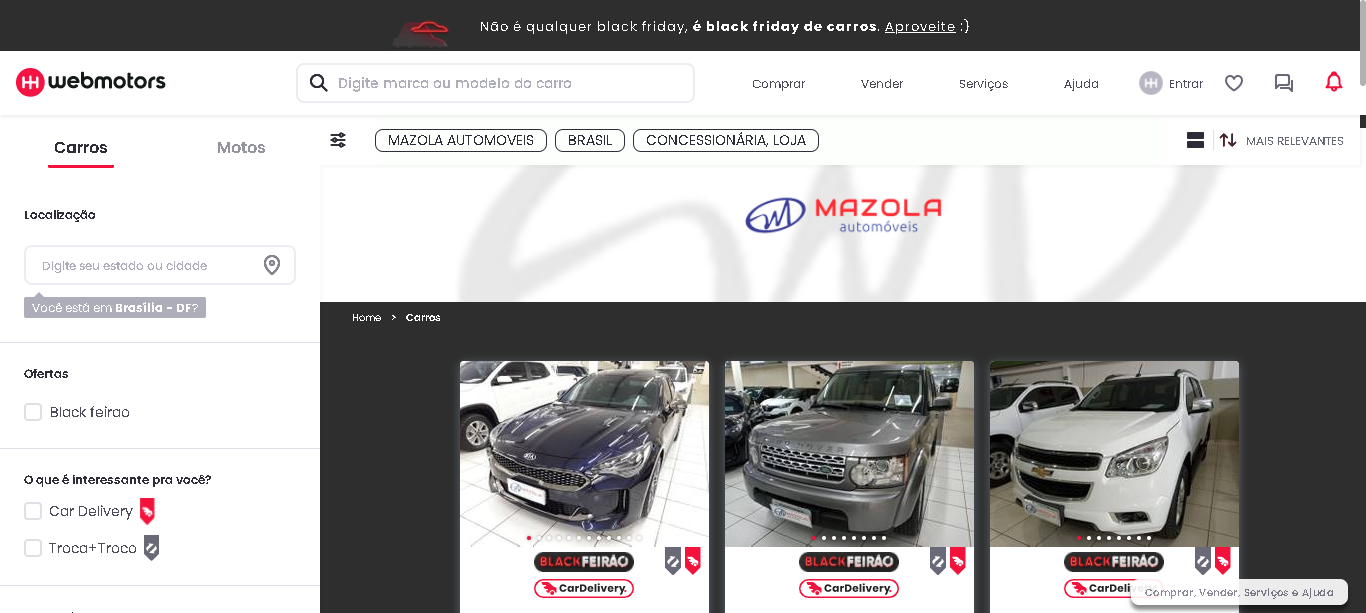 Não é qualquer black friday, é black friday de carros. Aproveite :)
webmotors
Digite marca ou modelo do carro
Comprar
Vender
Serviços
Ajuda
Entrar
Carros
Motos
MAZOLA AUTOMOVEIS
BRASIL
CONCESSIONÁRIA, LOJA
MAIS RELEVANTES
Localização
Digite seu estado ou cidade
Você está em Brasília - DF?
MAZOLA
automóveis
Home > Carros
Ofertas
Black feirao
O que é interessante pra você?
Car Delivery
Troca+Troco
BLACKFEIRÃO
CarDelivery.
BLACKFEIRÃO
CarDelivery.
BLACKFEIRÃO
Comprar, Vender, Serviços e Ajuda